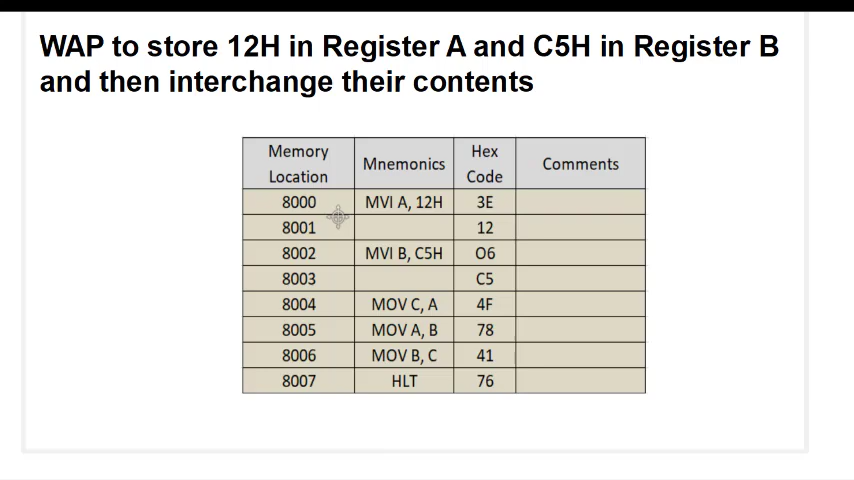 WAP to store 12H in Register A and C5H in Register B
and then interchange their contents
Memory Location Mnemonics Hex Code Comments
8000 MVI A, 12H 3E
8001 12
8002 MVI B, C5H O6
8003 C5
8004 MOV C, A 4F
8005 MOV A, B 78
8006 MOV B, C 41
8007 HLT 76